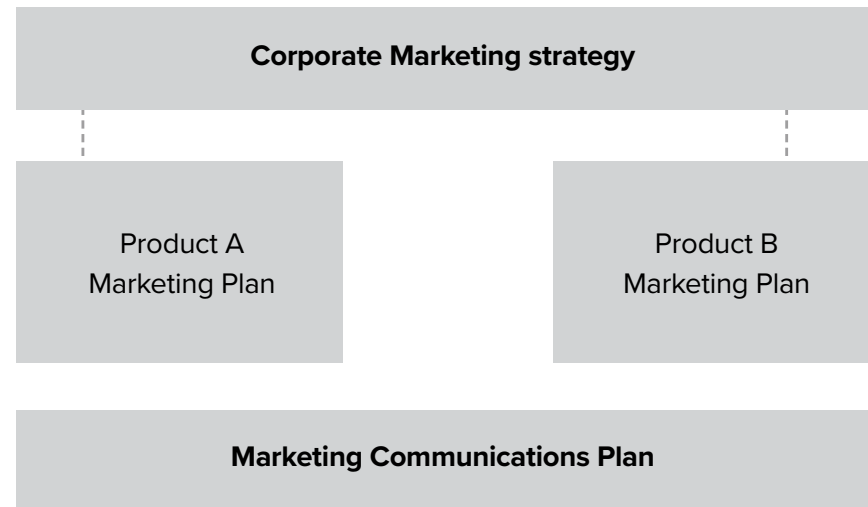 Corporate Marketing strategy
Product A
Marketing Plan
Product B
Marketing Plan
Marketing Communications Plan